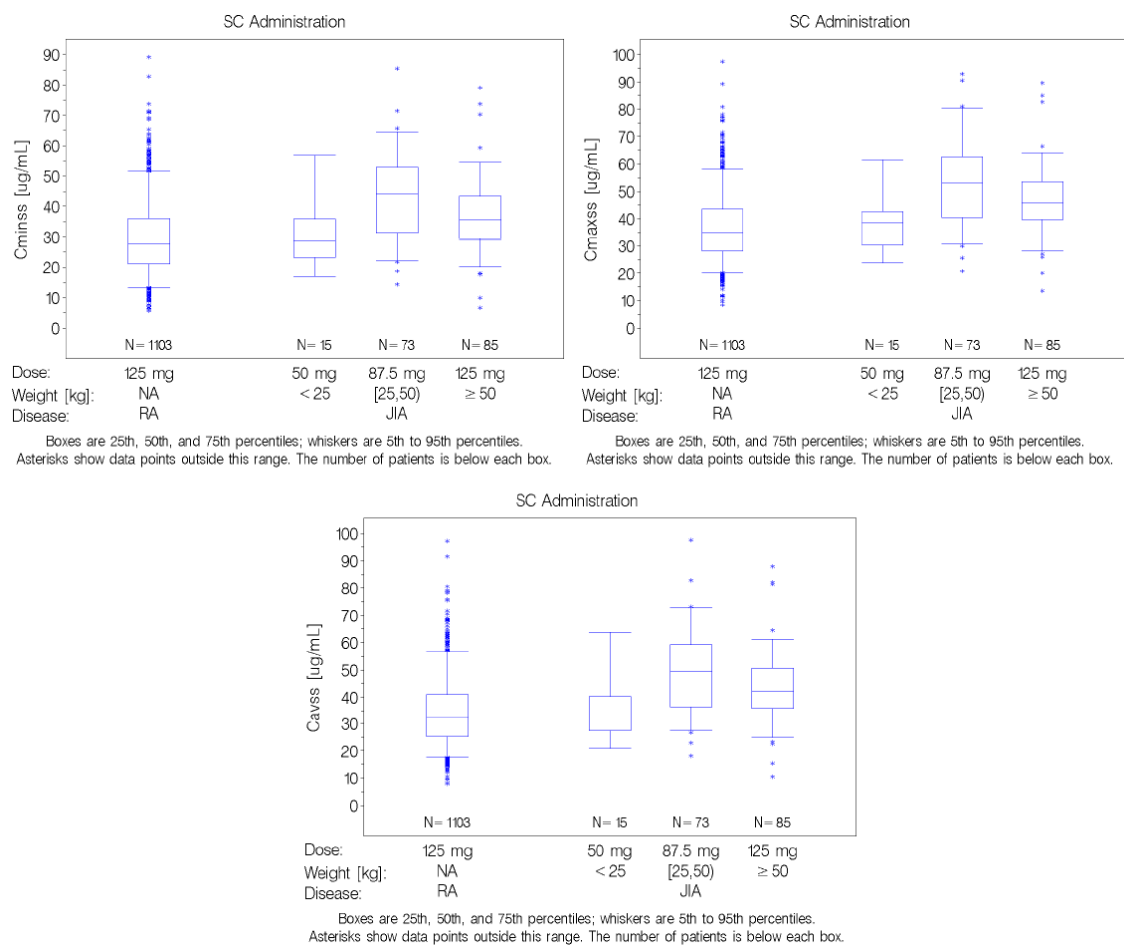 SC Administration
Cminss [ug/mL]
90
80
70
60
50
40
30
20
10
0
N= 1103 N= 15 N= 73 N= 85
Dose: 125 mg 50 mg 87.5 mg 125 mg
Weight [kg]: NA < 25 [25,50) ≥ 50
Disease: RA JIA
Boxes are 25th, 50th, and 75th percentiles; whiskers are 5th to 95th percentiles.
Asterisks show data points outside this range. The number of patients is below each box.
SC Administration
Cmaxss [ug/mL]
100
90
80
70
60
50
40
30
20
10
0
N= 1103 N= 15 N= 73 N= 85
Dose: 125 mg 50 mg 87.5 mg 125 mg
Weight [kg]: NA < 25 [25,50) ≥ 50
Disease: RA JIA
Boxes are 25th, 50th, and 75th percentiles; whiskers are 5th to 95th percentiles.
Asterisks show data points outside this range. The number of patients is below each box.
SC Administration
Cavss [ug/mL]
100
90
80
70
60
50
40
30
20
10
0
N= 1103 N= 15 N= 73 N= 85
Dose: 125 mg 50 mg 87.5 mg 125 mg
Weight [kg]: NA < 25 [25,50) ≥ 50
Disease: RA JIA
Boxes are 25th, 50th, and 75th percentiles; whiskers are 5th to 95th percentiles.
Asterisks show data points outside this range. The number of patients is below each box.